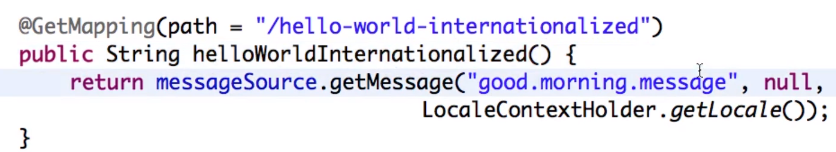 @GetMapping(path = "/hello-world-internationalized")
public String helloWorldInternationalized() {
return messageSource.getMessage("good.morning.message", null,
LocaleContextHolder.getLocale());
}